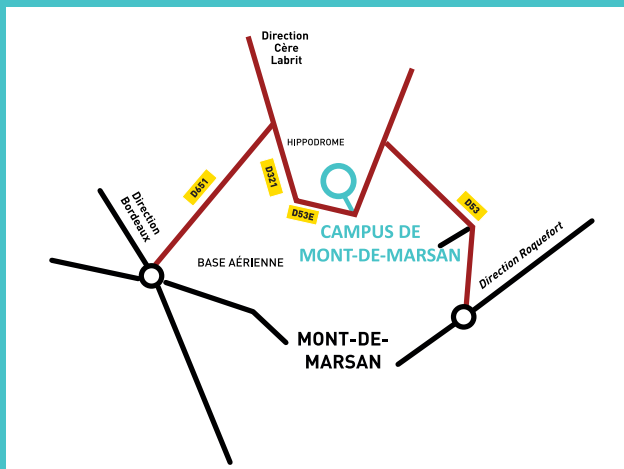 Direction
Cère
Labrit
HIPPODROME
D321
D651
D53E
D53
Direction
Bordeaux
CAMPUS DE
MONT-DE-MARSAN
BASE AÉRIENNE
Direction Roquefort
MONT-DE-
MARSAN